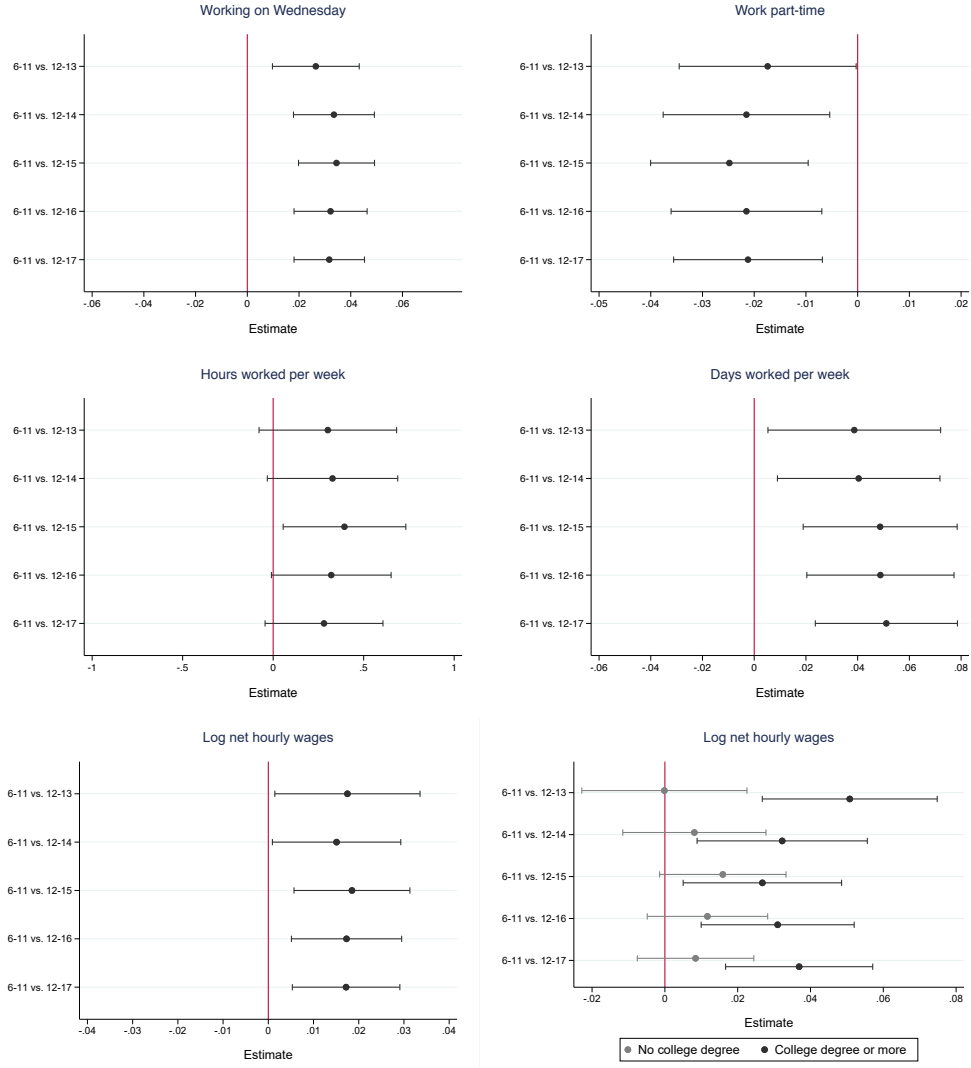 Working on Wednesday
6-11 vs. 12-13
6-11 vs. 12-14
6-11 vs. 12-15
6-11 vs. 12-16
6-11 vs. 12-17
-.06 -.04 -.02 0 .02 .04 .06
Estimate
Work part-time
6-11 vs. 12-13
6-11 vs. 12-14
6-11 vs. 12-15
6-11 vs. 12-16
6-11 vs. 12-17
-.05 -.04 -.03 -.02 -.01 0 .01 .02
Estimate
Hours worked per week
6-11 vs. 12-13
6-11 vs. 12-14
6-11 vs. 12-15
6-11 vs. 12-16
6-11 vs. 12-17
-1 -.5 0 .5 1
Estimate
Days worked per week
6-11 vs. 12-13
6-11 vs. 12-14
6-11 vs. 12-15
6-11 vs. 12-16
6-11 vs. 12-17
-.06 -.04 -.02 0 .02 .04 .06 .08
Estimate
Log net hourly wages
6-11 vs. 12-13
6-11 vs. 12-14
6-11 vs. 12-15
6-11 vs. 12-16
6-11 vs. 12-17
-.04 -.03 -.02 -.01 0 .01 .02 .03 .04
Estimate
Log net hourly wages
6-11 vs. 12-13
6-11 vs. 12-14
6-11 vs. 12-15
6-11 vs. 12-16
6-11 vs. 12-17
-.02 0 .02 .04 .06 .08
Estimate
No college degree College degree or more